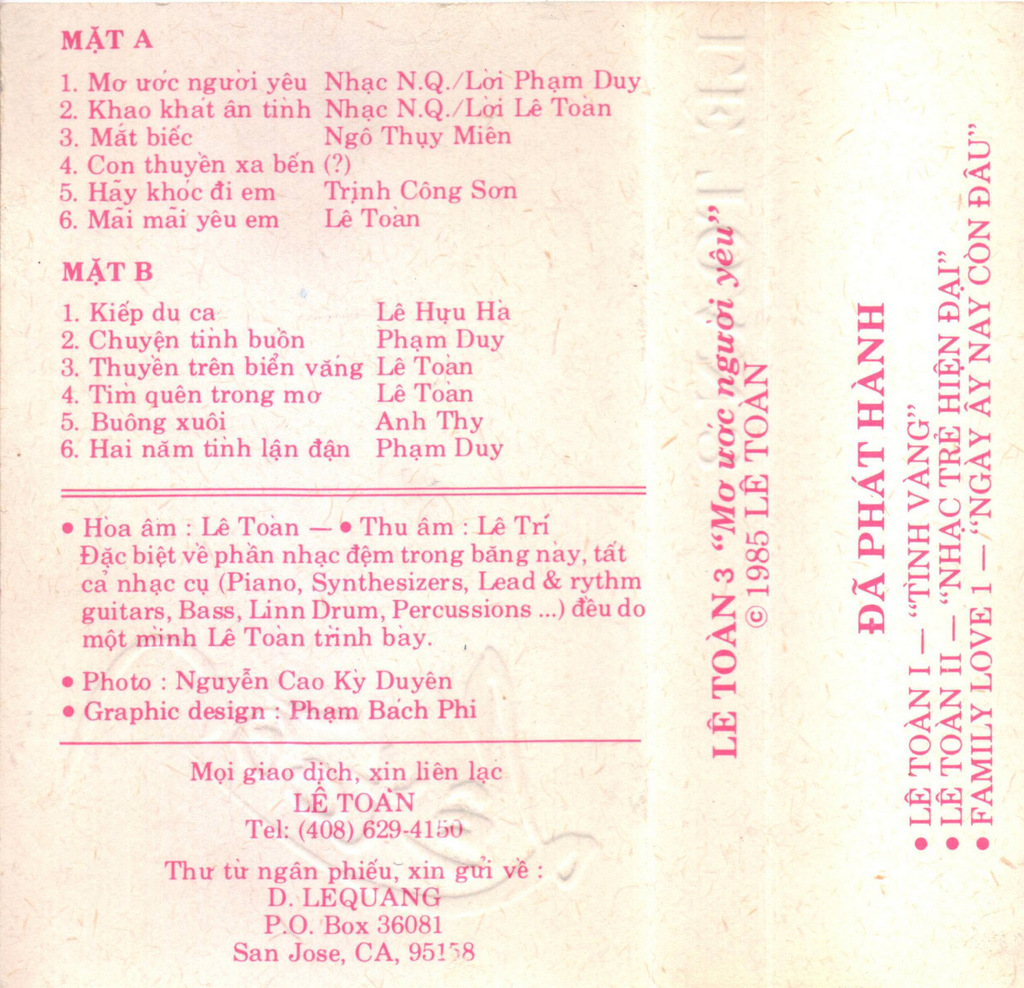 MẶT A
1. Mơ ước người yêu Nhạc N.Q./Lời Phạm Duy
2. Khao khát ân tình Nhạc N.Q./Lời Lê Toàn
3. Mắt biếc Ngô Thụy Miên
4. Con thuyền xa bến (?)
5. Hãy khóc đi em Trịnh Công Sơn
6. Mãi mãi yêu em Lê Toàn
MẶT B
1. Kiếp du ca Lê Hựu Hà
2. Chuyện tình buồn Phạm Duy
3. Thuyền trên biển vắng Lê Toàn
4. Tìm quên trong mơ Lê Toàn
5. Buông xuôi Anh Thy
6. Hai năm tình lận đận Phạm Duy
• Hòa âm : Lê Toàn — • Thu âm : Lê Trí
Đặc biệt về phần nhạc đệm trong băng này, tất
cả nhạc cụ (Piano, Synthesizers, Lead & rythm
guitars, Bass, Linn Drum, Percussions ...) đều do
một mình Lê Toàn trình bày.
• Photo : Nguyễn Cao Kỳ Duyên
• Graphic design : Phạm Bách Phi
Mọi giao dịch, xin liên lạc
LÊ TOÀN
Tel: (408) 629-4150
Thư từ ngân phiếu, xin gửi về :
D. LEQUANG
P.O. Box 36081
San Jose, CA, 95158
LÊ TOÀN 3 “Mơ ước người yêu”
© 1985 LÊ TOÀN
ĐÃ PHÁT HÀNH
• LÊ TOÀN I — “TÌNH VÀNG”
• LÊ TOÀN II — “NHẠC TRẺ HIỆN ĐẠI”
• FAMILY LOVE 1 — “NGÀY ẤY NAY CÒN ĐÂU”